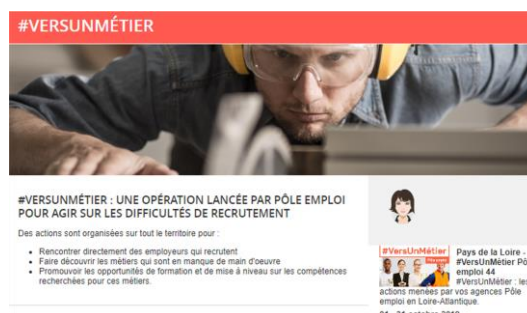 #VERSUNMÉTIER
#VERSUNMÉTIER : UNE OPÉRATION LANCÉE PAR PÔLE EMPLOI
POUR AGIR SUR LES DIFFICULTÉS DE RECRUTEMENT
Des actions sont organisées sur tout le territoire pour :
Rencontrer directement des employeurs qui recrutent
Faire découvrir les métiers qui sont en manque de main d'oeuvre
Promouvoir les opportunités de formation et de mise à niveau sur les compétences
recherchées pour ces métiers.
#VersUnMétier
Pays de la Loire -
#VersUnMétier Pô
emploi 44
#VersUnMétier : les
actions menées par vos agences Pôle
emploi en Loire-Atlantique.